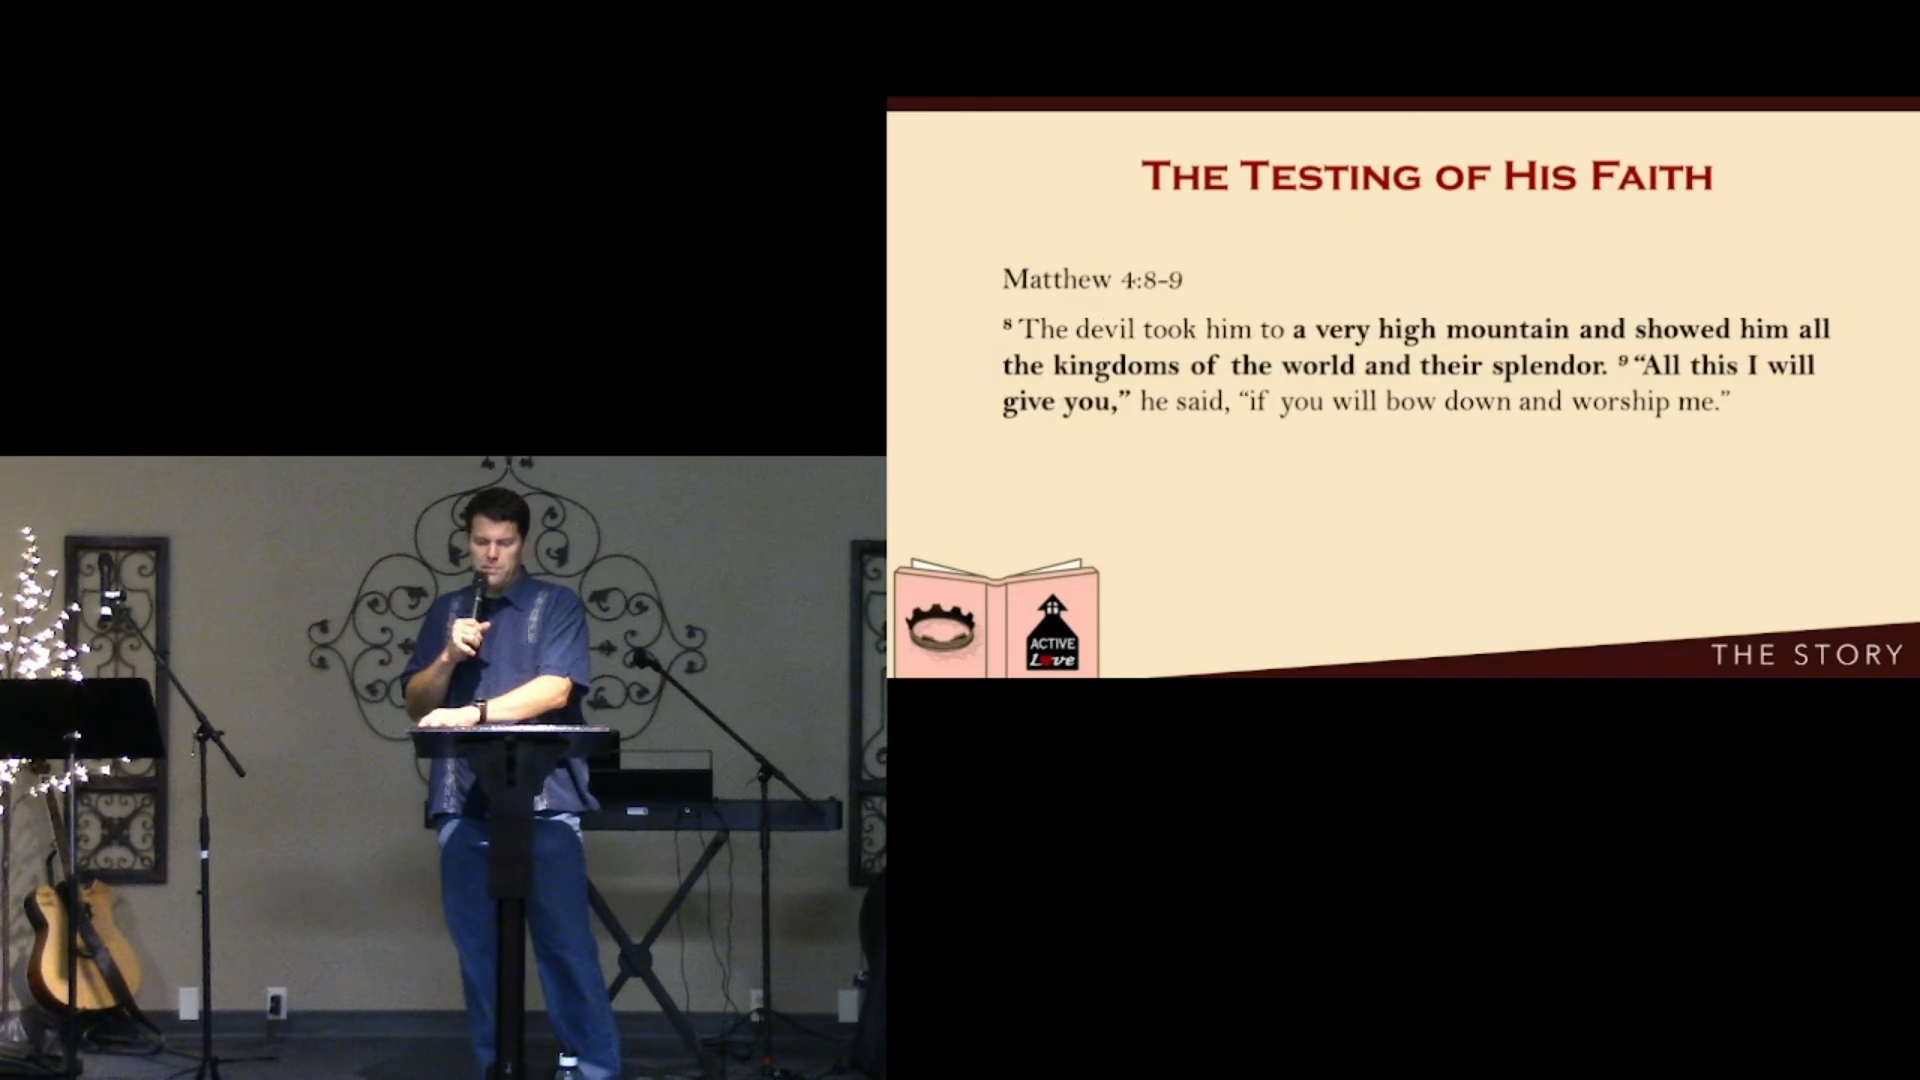 THE TESTING OF HIS FAITH
Matthew 4:8-9
⁸ The devil took him to a very high mountain and showed him all
the kingdoms of the world and their splendor. ⁹ “All this I will
give you,” he said, “if you will bow down and worship me.”
ACTIVE
Love
THE STORY